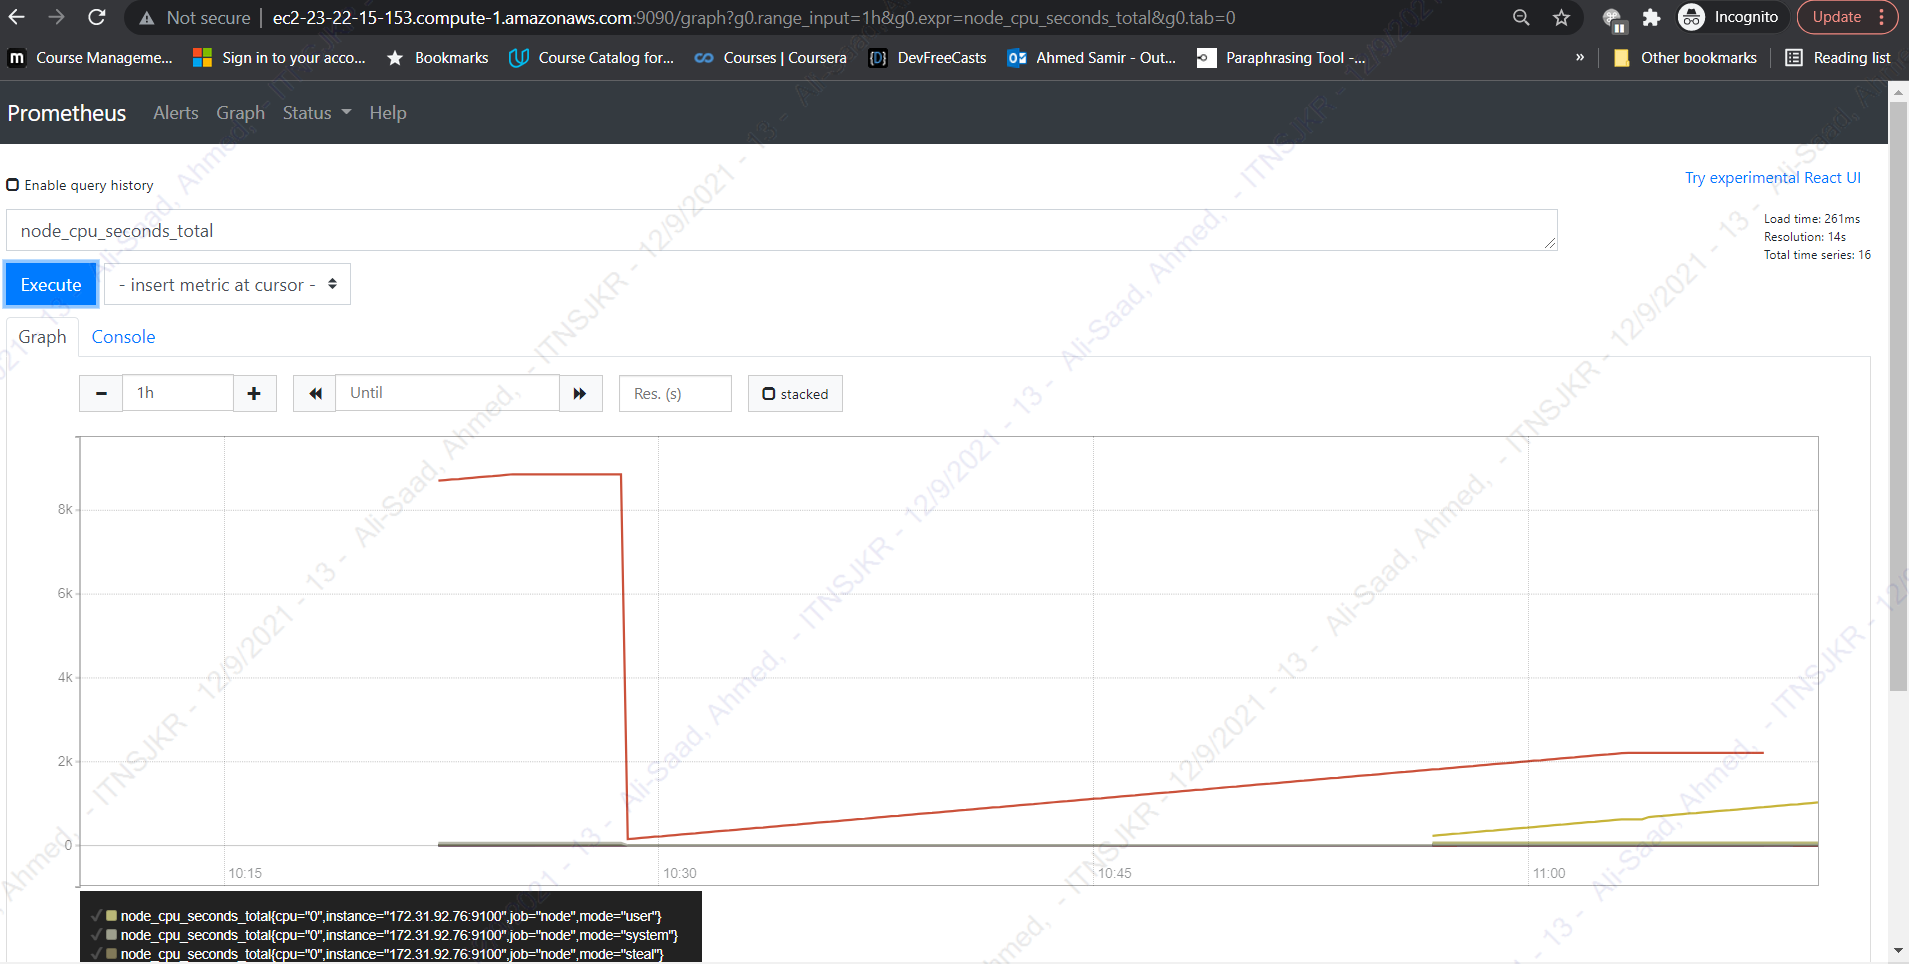 Not secure | ec2-23-22-15-153.compute-1.amazonaws.com:9090/graph?g0.range_input=1h&g0.expr=node_cpu_seconds_total&g0.tab=0
Incognito
Update
Course Manageme...
Sign in to your acco...
Bookmarks
Course Catalog for...
Courses | Coursera
DevFreeCasts
Ahmed Samir - Out...
Paraphrasing Tool -...
»
Other bookmarks
Reading list
Prometheus Alerts Graph Status Help
Enable query history
Try experimental React UI
node_cpu_seconds_total
Load time: 261ms
Resolution: 14s
Total time series: 16
Execute
- insert metric at cursor -
Graph Console
1h
Until
Res. (s)
stacked
8k
6k
4k
2k
0
10:15
10:30
10:45
11:00
node_cpu_seconds_total{cpu="0",instance="172.31.92.76:9100",job="node",mode="user"}
node_cpu_seconds_total{cpu="0",instance="172.31.92.76:9100",job="node",mode="system"}
node_cpu_seconds_total{cpu="0",instance="172.31.92.76:9100",job="node",mode="steal"}
Ali-Saad, Ahmed, - ITNSJKR - 12/9/2021 - 13 -